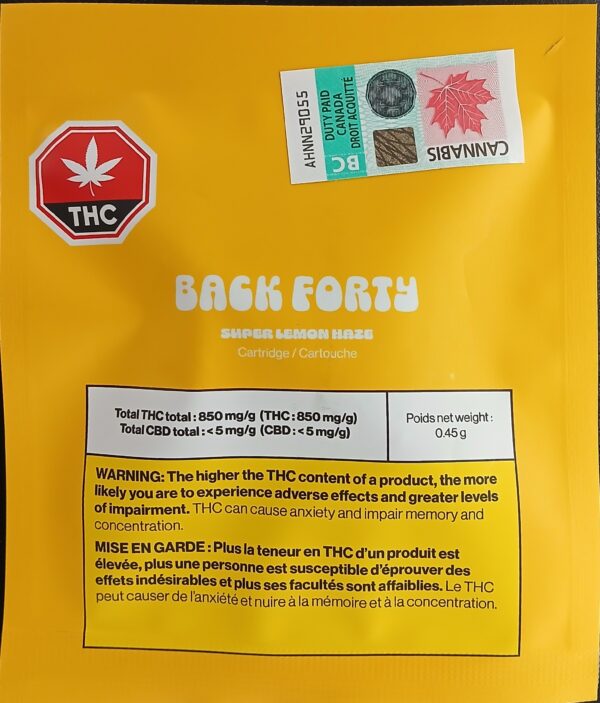 AHNN29055
DUTY PAID
CANADA
DROIT ACQUITTÉ
BC
CANNABIS
THC
BACK FORTY
SUPER LEMON HAZE
Cartridge / Cartouche
Total THC total : 850 mg/g (THC : 850 mg/g)
Total CBD total : < 5 mg/g (CBD : < 5 mg/g)
Poids net weight :
0.45 g
WARNING: The higher the THC content of a product, the more
likely you are to experience adverse effects and greater levels
of impairment. THC can cause anxiety and impair memory and
concentration.
MISE EN GARDE : Plus la teneur en THC d'un produit est
élevée, plus une personne est susceptible d'éprouver des
effets indésirables et plus ses facultés sont affaiblies. Le THC
peut causer de l'anxiété et nuire à la mémoire et à la concentration.